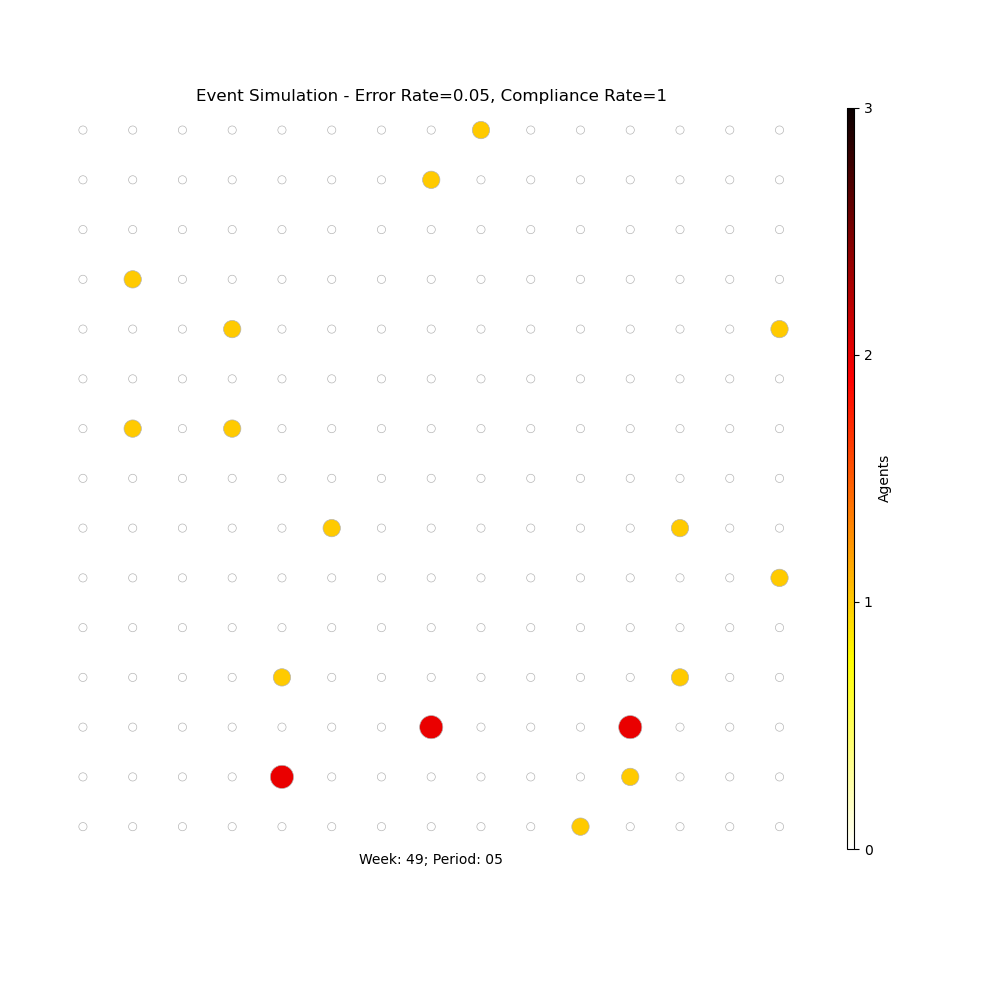 Event Simulation - Error Rate=0.05, Compliance Rate=1
3
2
Agents
1
0
Week: 49; Period: 05